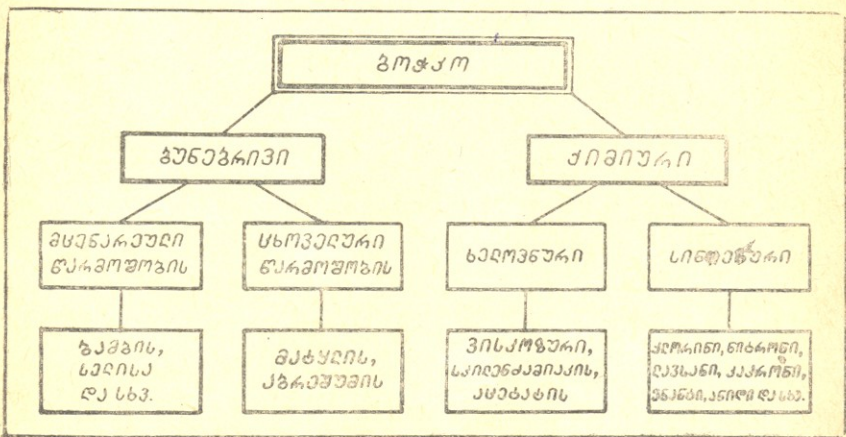 ბოჭკო
ბუნებრივი
ქიმიური
მცენარეული
წარმოშობის
ცხოველური
წარმოშობის
ხელოვნური
სინთეზური
ბამბის,
სელისა
და სხვ.
მატყლის,
აბრეშუმის
ვისკოზური,
სპილენძამიაკის,
აცეტატის
ქლორინი, ნიტრონი,
ლავსანი, კაპრონი,
ენანტი, ანიდი და სხვ.